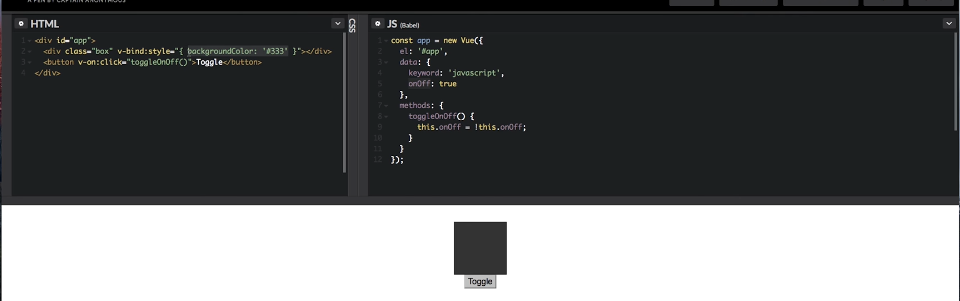 A PEN BY CAPTAIN ANONYMOUS
HTML
1 <div id="app">
2 <div class="box" v-bind:style="{ backgroundColor: '#333' }"></div>
3 <button v-on:click="toggleOnOff()">Toggle</button>
4 </div>
CSS
JS (Babel)
1 const app = new Vue({
2 el: '#app',
3 data: {
4 keyword: 'javascript',
5 onOff: true
6 },
7 methods: {
8 toggleOnOff() {
9 this.onOff = !this.onOff;
10 }
11 }
12 });
Toggle